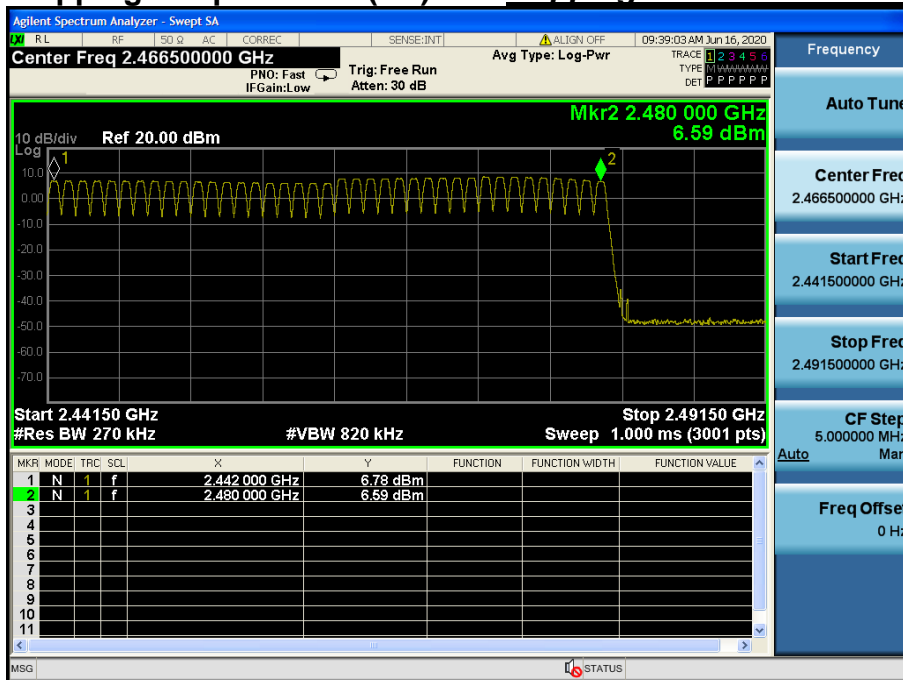 Agilent Spectrum Analyzer - Swept SA
LXI RL RF 50 Ω AC CORREC SENSE:INT ALIGN OFF 09:39:03 AM Jun 16, 2020
Center Freq 2.466500000 GHz
PNO: Fast
IFGain:Low
Trig: Free Run
Atten: 30 dB
Avg Type: Log-Pwr
TRACE 1 2 3 4 5 6
TYPE M WWWWW
DET P P P P P P
Mkr2 2.480 000 GHz
6.59 dBm
10 dB/div Ref 20.00 dBm
Log
1
2
10.0
0.00
-10.0
-20.0
-30.0
-40.0
-50.0
-60.0
-70.0
Start 2.44150 GHz Stop 2.49150 GHz
#Res BW 270 kHz #VBW 820 kHz Sweep 1.000 ms (3001 pts)
MKR MODE TRC SCL X Y FUNCTION FUNCTION WIDTH FUNCTION VALUE
1 N 1 f 2.442 000 GHz 6.78 dBm
2 N 1 f 2.480 000 GHz 6.59 dBm
3
4
5
6
7
8
9
10
11
MSG STATUS
Frequency
Auto Tune
Center Freq
2.466500000 GHz
Start Freq
2.441500000 GHz
Stop Freq
2.491500000 GHz
CF Step
5.000000 MHz
Auto Man
Freq Offset
0 Hz